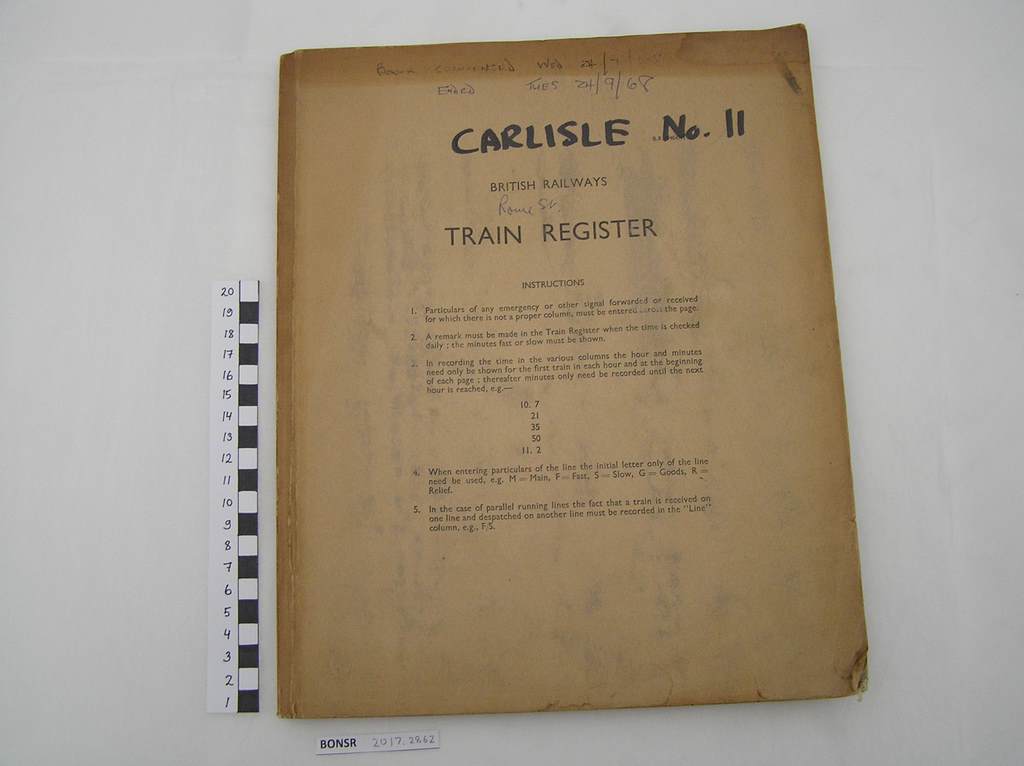 COMMENCED WED 24/7/
ENDED TUES 24/9/68
CARLISLE No. 11
BRITISH RAILWAYS
Rome St.
TRAIN REGISTER
INSTRUCTIONS
1. Particulars of any emergency or other signal forwarded or received
for which there is not a proper column, must be entered across the page.
2. A remark must be made in the Train Register when the time is checked
daily ; the minutes fast or slow must be shown.
3. In recording the time in the various columns the hour and minutes
need only be shown for the first train in each hour and at the beginning
of each page ; thereafter minutes only need be recorded until the next
hour is reached, e.g.—
10. 7
21
35
50
11. 2
4. When entering particulars of the line the initial letter only of the line
need be used, e.g. M = Main, F = Fast, S = Slow, G = Goods, R =
Relief.
5. In the case of parallel running lines the fact that a train is received on
one line and despatched on another line must be recorded in the "Line"
column, e.g., F/S.
20
19
18
17
16
15
14
13
12
11
10
9
8
7
6
5
4
3
2
1
BONSR 2017.2862